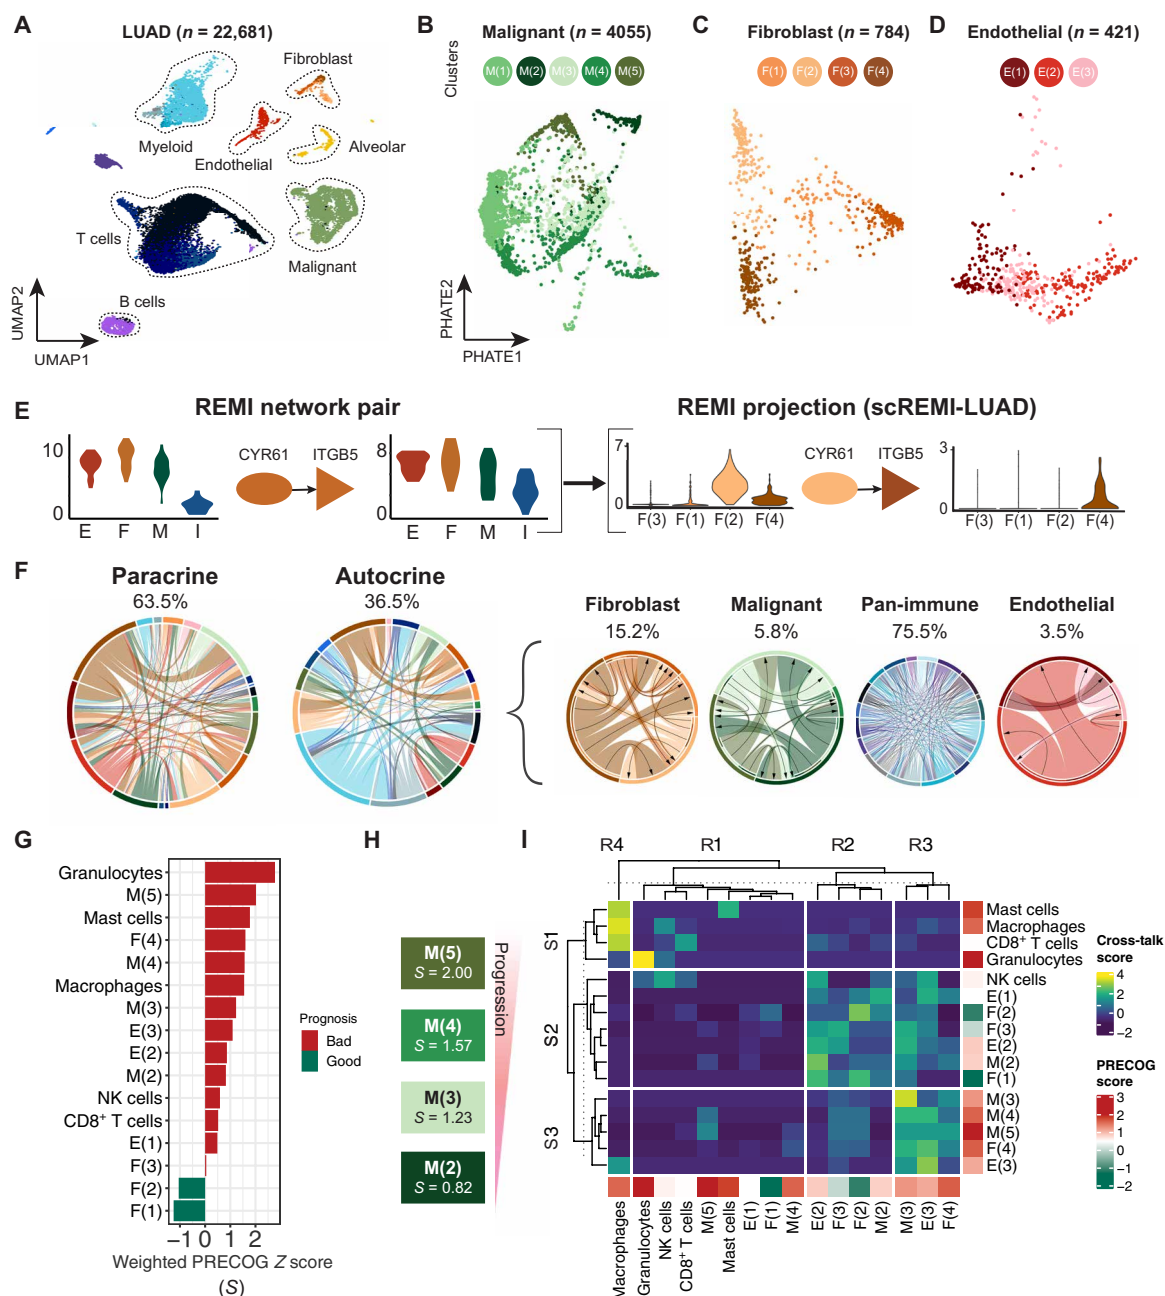 A
LUAD (n = 22,681)
Fibroblast
Myeloid
Endothelial
Alveolar
T cells
Malignant
B cells
UMAP2
UMAP1
B
Malignant (n = 4055)
Clusters
M(1) M(2) M(3) M(4) M(5)
PHATE2
PHATE1
C
Fibroblast (n = 784)
F(1) F(2) F(3) F(4)
D
Endothelial (n = 421)
E(1) E(2) E(3)
E
REMI network pair
10
0
E F M I
CYR61 ITGB5
8
0
E F M I
REMI projection (scREMI-LUAD)
7
0
F(3) F(1) F(2) F(4)
CYR61 ITGB5
3
0
F(3) F(1) F(2) F(4)
F
Paracrine
63.5%
Autocrine
36.5%
Fibroblast
15.2%
Malignant
5.8%
Pan-immune
75.5%
Endothelial
3.5%
G
Granulocytes
M(5)
Mast cells
F(4)
M(4)
Macrophages
M(3)
E(3)
E(2)
M(2)
NK cells
CD8+ T cells
E(1)
F(3)
F(2)
F(1)
−1 0 1 2
Weighted PRECOG Z score
(S)
Prognosis
Bad
Good
H
M(5)
S = 2.00
M(4)
S = 1.57
M(3)
S = 1.23
M(2)
S = 0.82
Progression
I
R4 R1 R2 R3
S1
S2
S3
Mast cells
Macrophages
CD8+ T cells
Granulocytes
NK cells
E(1)
F(2)
F(3)
E(2)
M(2)
F(1)
M(3)
M(4)
M(5)
F(4)
E(3)
Macrophages
Granulocytes
NK cells
CD8+ T cells
M(5)
Mast cells
E(1)
F(1)
M(4)
E(2)
F(3)
F(2)
M(2)
M(3)
E(3)
F(4)
Cross-talk
score
4
2
0
−2
PRECOG
score
3
2
1
0
−1
−2